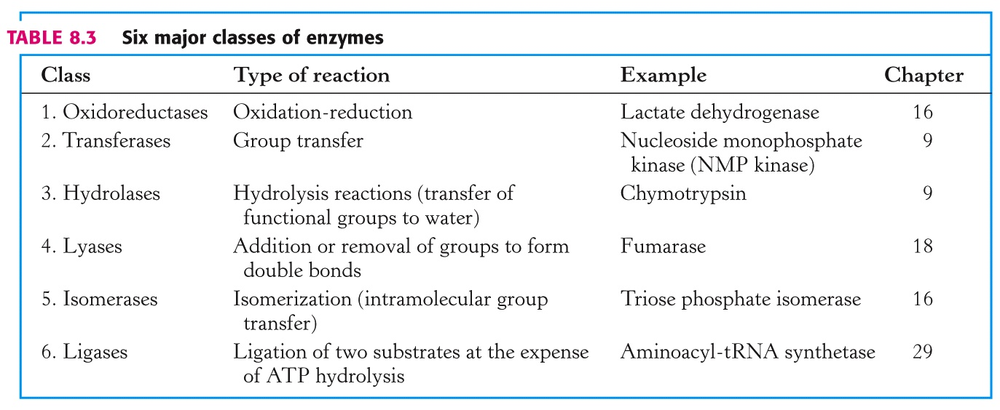 TABLE 8.3 Six major classes of enzymes
Class Type of reaction Example Chapter
1. Oxidoreductases Oxidation-reduction Lactate dehydrogenase 16
2. Transferases Group transfer Nucleoside monophosphate 9
kinase (NMP kinase)
3. Hydrolases Hydrolysis reactions (transfer of Chymotrypsin 9
functional groups to water)
4. Lyases Addition or removal of groups to form Fumarase 18
double bonds
5. Isomerases Isomerization (intramolecular group Triose phosphate isomerase 16
transfer)
6. Ligases Ligation of two substrates at the expense Aminoacyl-tRNA synthetase 29
of ATP hydrolysis